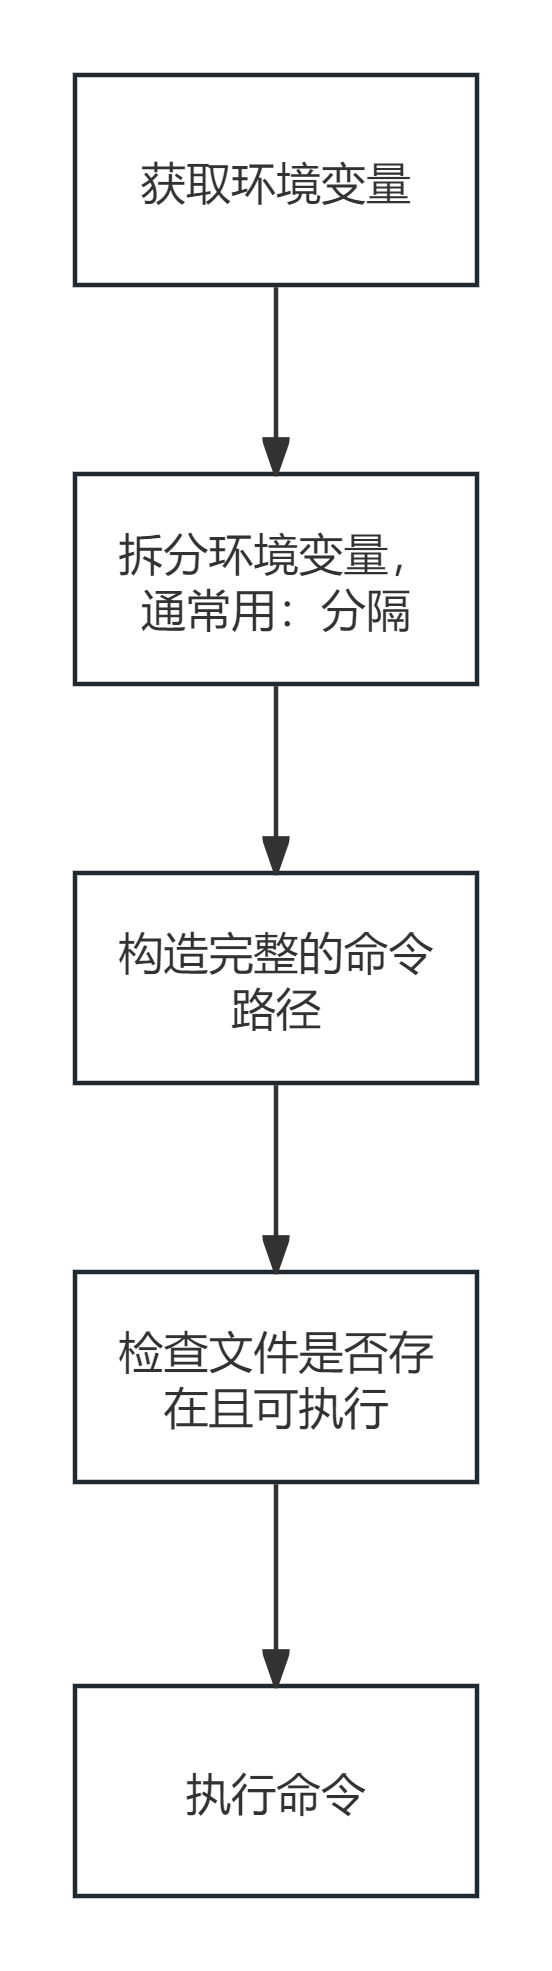 获取环境变量
拆分环境变量，
通常用：分隔
构造完整的命令
路径
检查文件是否存
在且可执行
执行命令